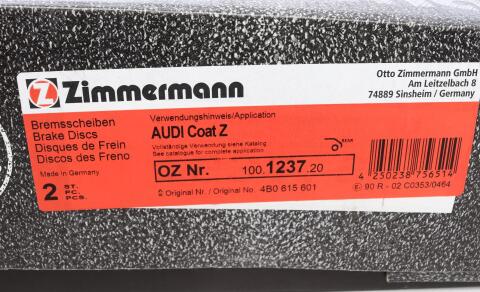 Zimmermann
Otto Zimmermann GmbH
Am Leitzelbach 8
74889 Sinsheim / Germany
Bremsscheiben
Brake Discs
Disques de Frein
Discos des Freno
Made in Germany
2 ST. PC. PCS.
Verwendungshinweis/Application
AUDI Coat Z
Vollständige Verwendung siehe Katalog
See catalogue for complete application
REAR
OZ Nr. 100.1237.20
Original Nr / Original No. 4B0 615 601
4 250238 756514
E 90 R - 02 C0353/0464